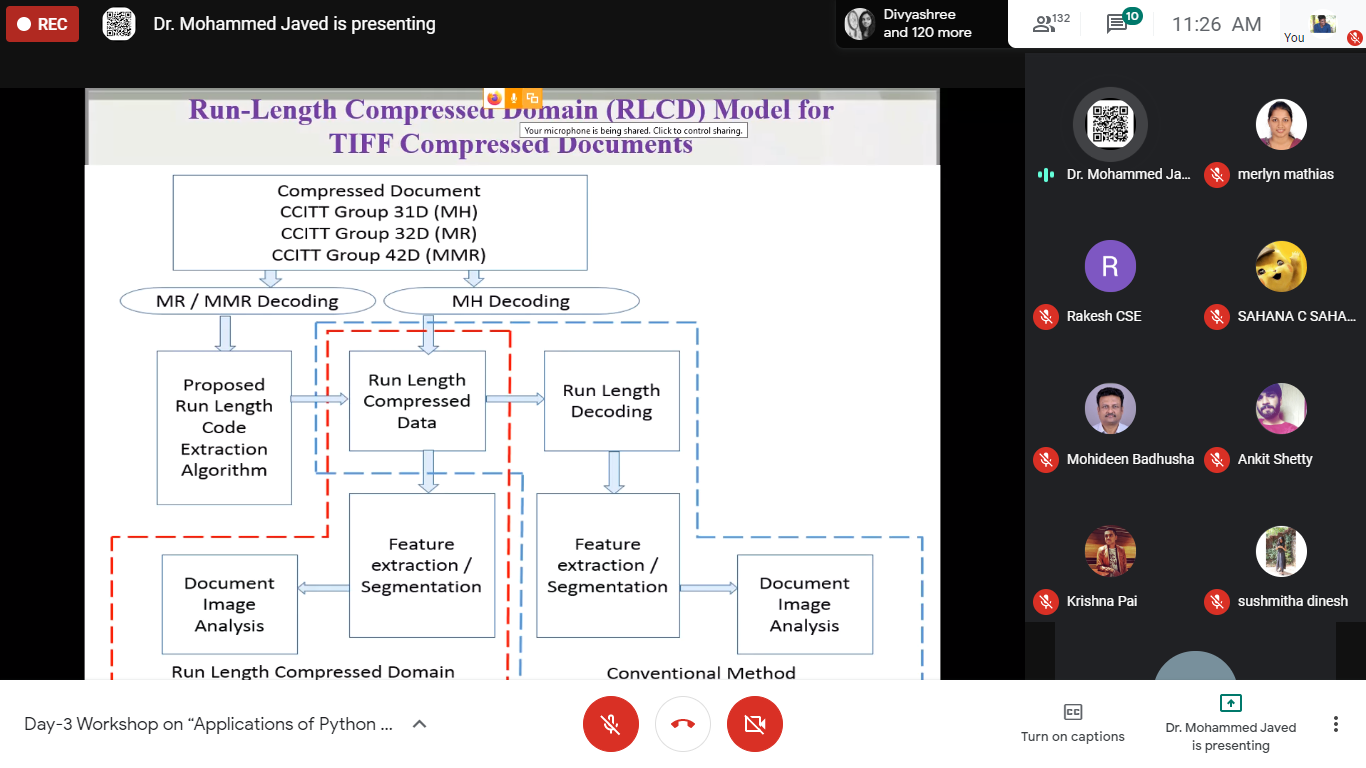 REC
Dr. Mohammed Javed is presenting
Divyashree
and 120 more
132
10
11:26 AM
You
Run-Length Compressed Domain (RLCD) Model for
Your microphone is being shared. Click to control sharing.
TIFF Compressed Documents
Compressed Document
CCITT Group 31D (MH)
CCITT Group 32D (MR)
CCITT Group 42D (MMR)
MR / MMR Decoding
MH Decoding
Proposed
Run Length
Code
Extraction
Algorithm
Run Length
Compressed
Data
Run Length
Decoding
Feature
extraction /
Segmentation
Feature
extraction /
Segmentation
Document
Image
Analysis
Document
Image
Analysis
Run Length Compressed Domain
Conventional Method
Dr. Mohammed Ja...
merlyn mathias
R
Rakesh CSE
SAHANA C SAHA...
Mohideen Badhusha
Ankit Shetty
Krishna Pai
sushmitha dinesh
Day-3 Workshop on “Applications of Python ...
CC
Turn on captions
Dr. Mohammed Javed
is presenting